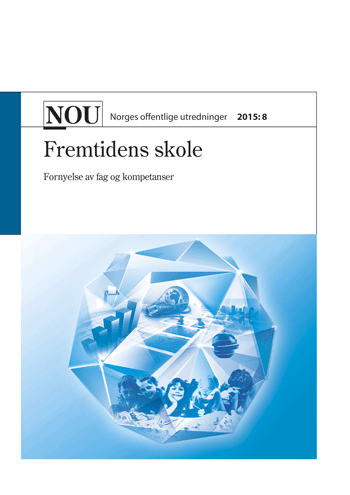 NOU Norges offentlige utredninger 2015: 8
Fremtidens skole
Fornyelse av fag og kompetanser